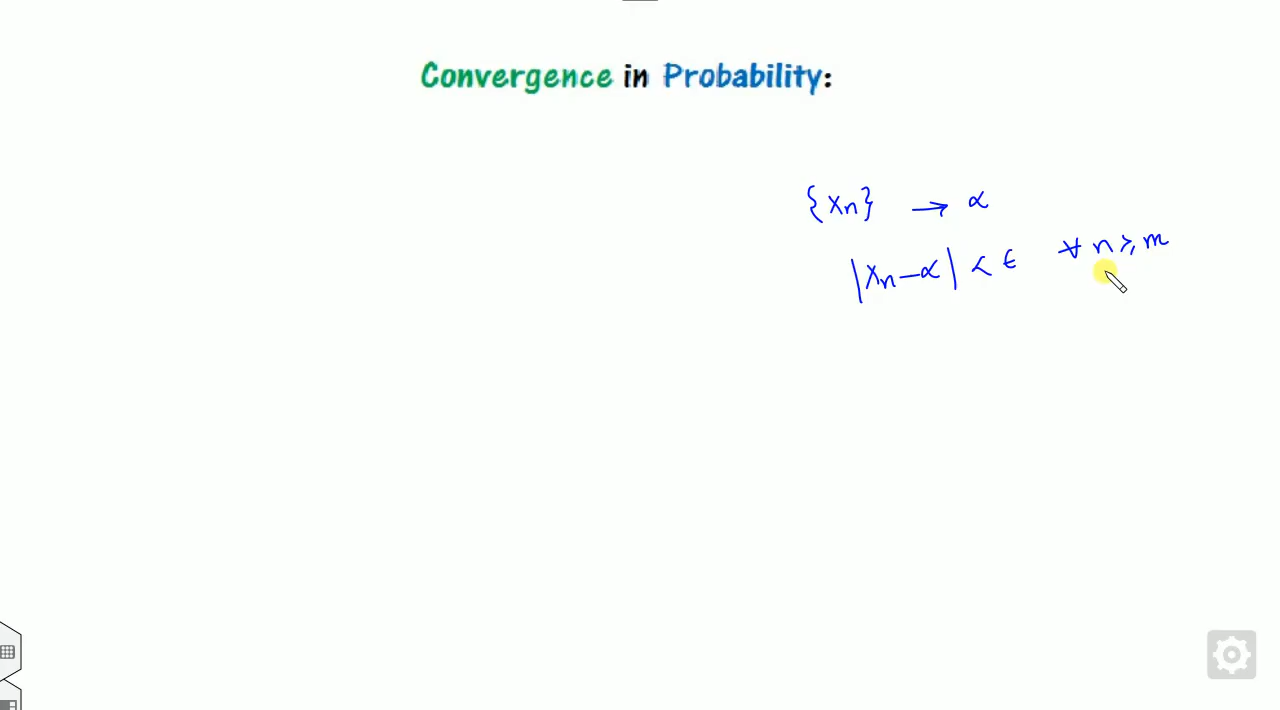 Convergence in Probability:
{xₙ} → α
|xₙ – α| < ϵ ∀ n ≥ m